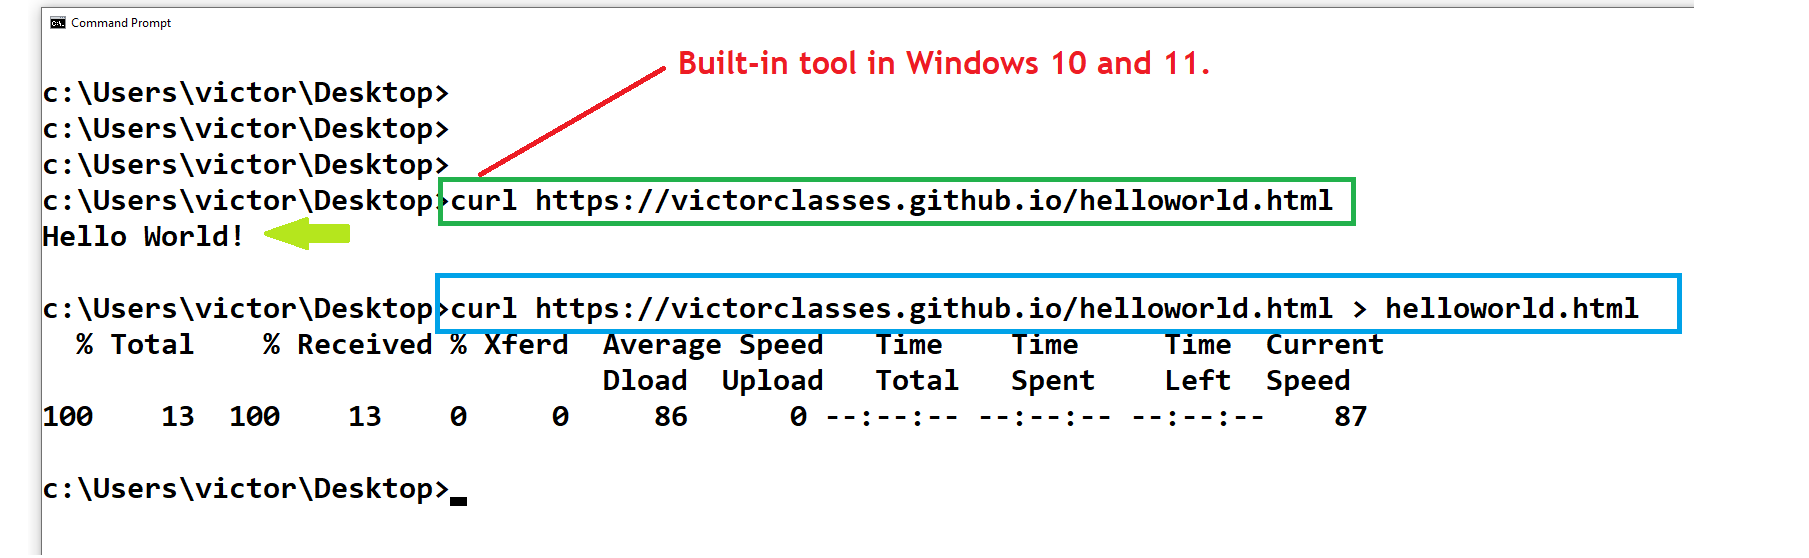 Command Prompt
Built-in tool in Windows 10 and 11.
c:\Users\victor\Desktop>
c:\Users\victor\Desktop>
c:\Users\victor\Desktop>
c:\Users\victor\Desktop>curl https://victorclasses.github.io/helloworld.html
Hello World!
c:\Users\victor\Desktop>curl https://victorclasses.github.io/helloworld.html > helloworld.html
  % Total    % Received % Xferd  Average Speed   Time    Time     Time  Current
                                 Dload  Upload   Total   Spent    Left  Speed
100    13  100    13    0     0     86      0 --:--:-- --:--:-- --:--:--    87
c:\Users\victor\Desktop>